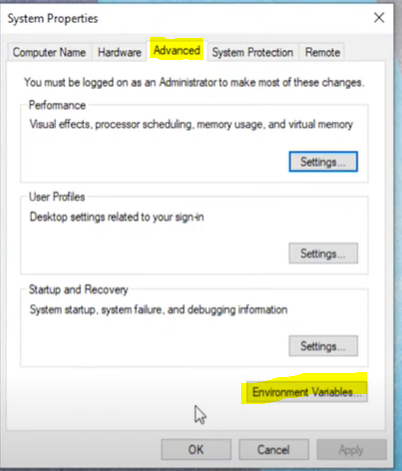 System Properties
Computer Name Hardware Advanced System Protection Remote
You must be logged on as an Administrator to make most of these changes.
Performance
Visual effects, processor scheduling, memory usage, and virtual memory
Settings...
User Profiles
Desktop settings related to your sign-in
Settings...
Startup and Recovery
System startup, system failure, and debugging information
Settings...
Environment Variables...
OK Cancel Apply